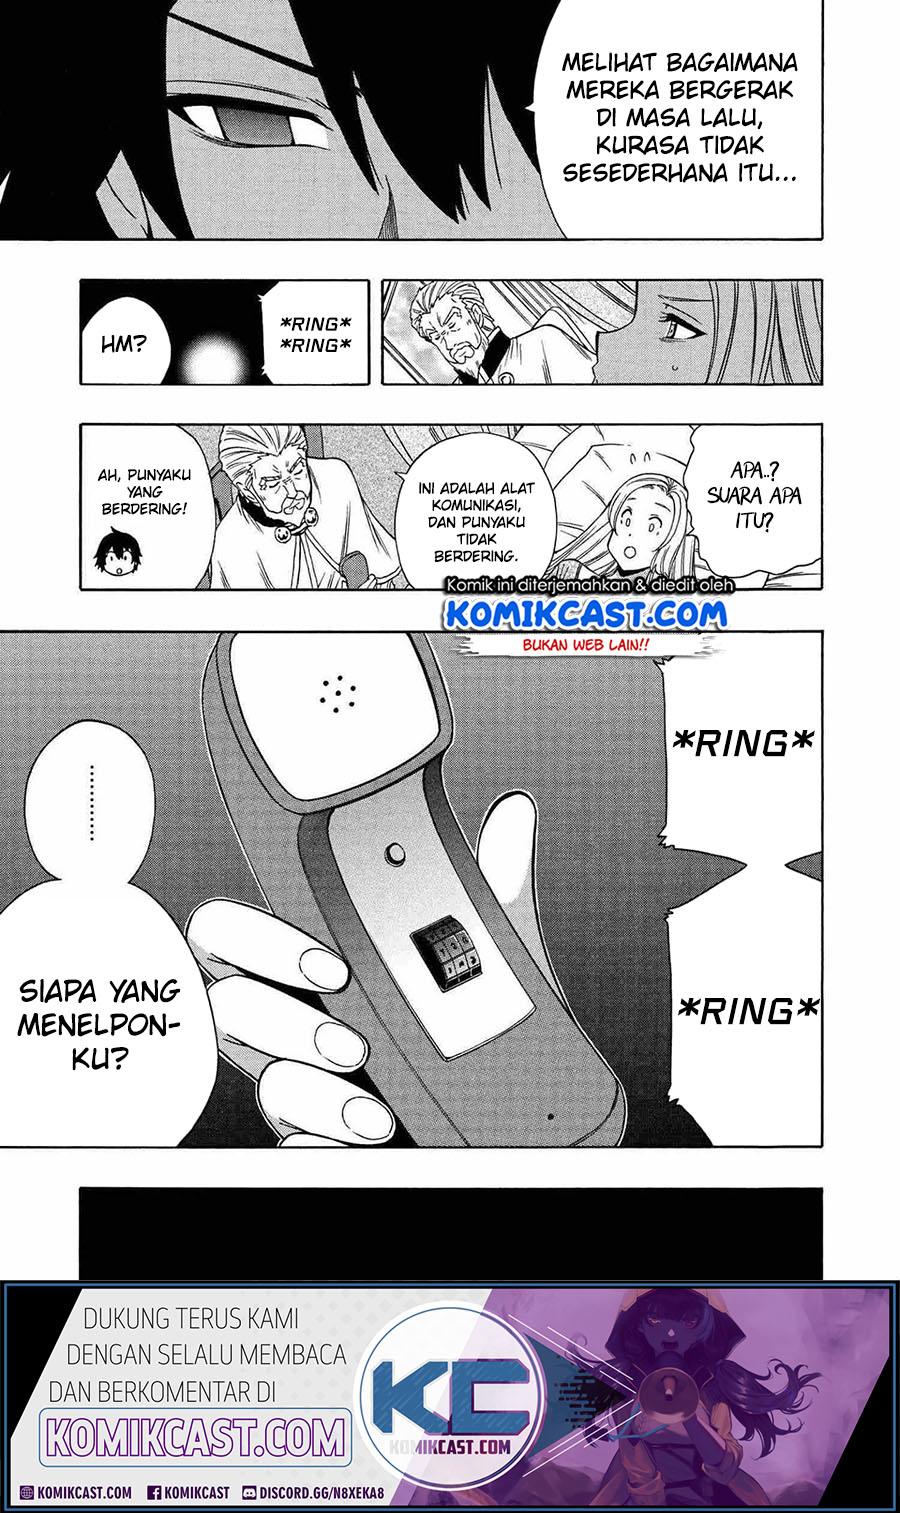 MELIHAT BAGAIMANA
MEREKA BERGERAK
DI MASA LALU,
KURASA TIDAK
SESEDERHANA ITU...
*RING*
*RING*
HM?
APA..?
SUARA APA
ITU?
INI ADALAH ALAT
KOMUNIKASI,
DAN PUNYAKU
TIDAK
BERDERING.
AH, PUNYAKU
YANG
BERDERING!
Komik ini diterjemahkan & diedit oleh
KOMIKCAST.COM
BUKAN WEB LAIN!!
*RING*
*RING*
..........
SIAPA YANG
MENELPON-
KU?
DUKUNG TERUS KAMI
DENGAN SELALU MEMBACA
DAN BERKOMENTAR DI
KOMIKCAST.COM
KC
KOMIKCAST.COM
KOMIKCAST.COM KOMIKCAST DISCORD.GG/N8XEKA8